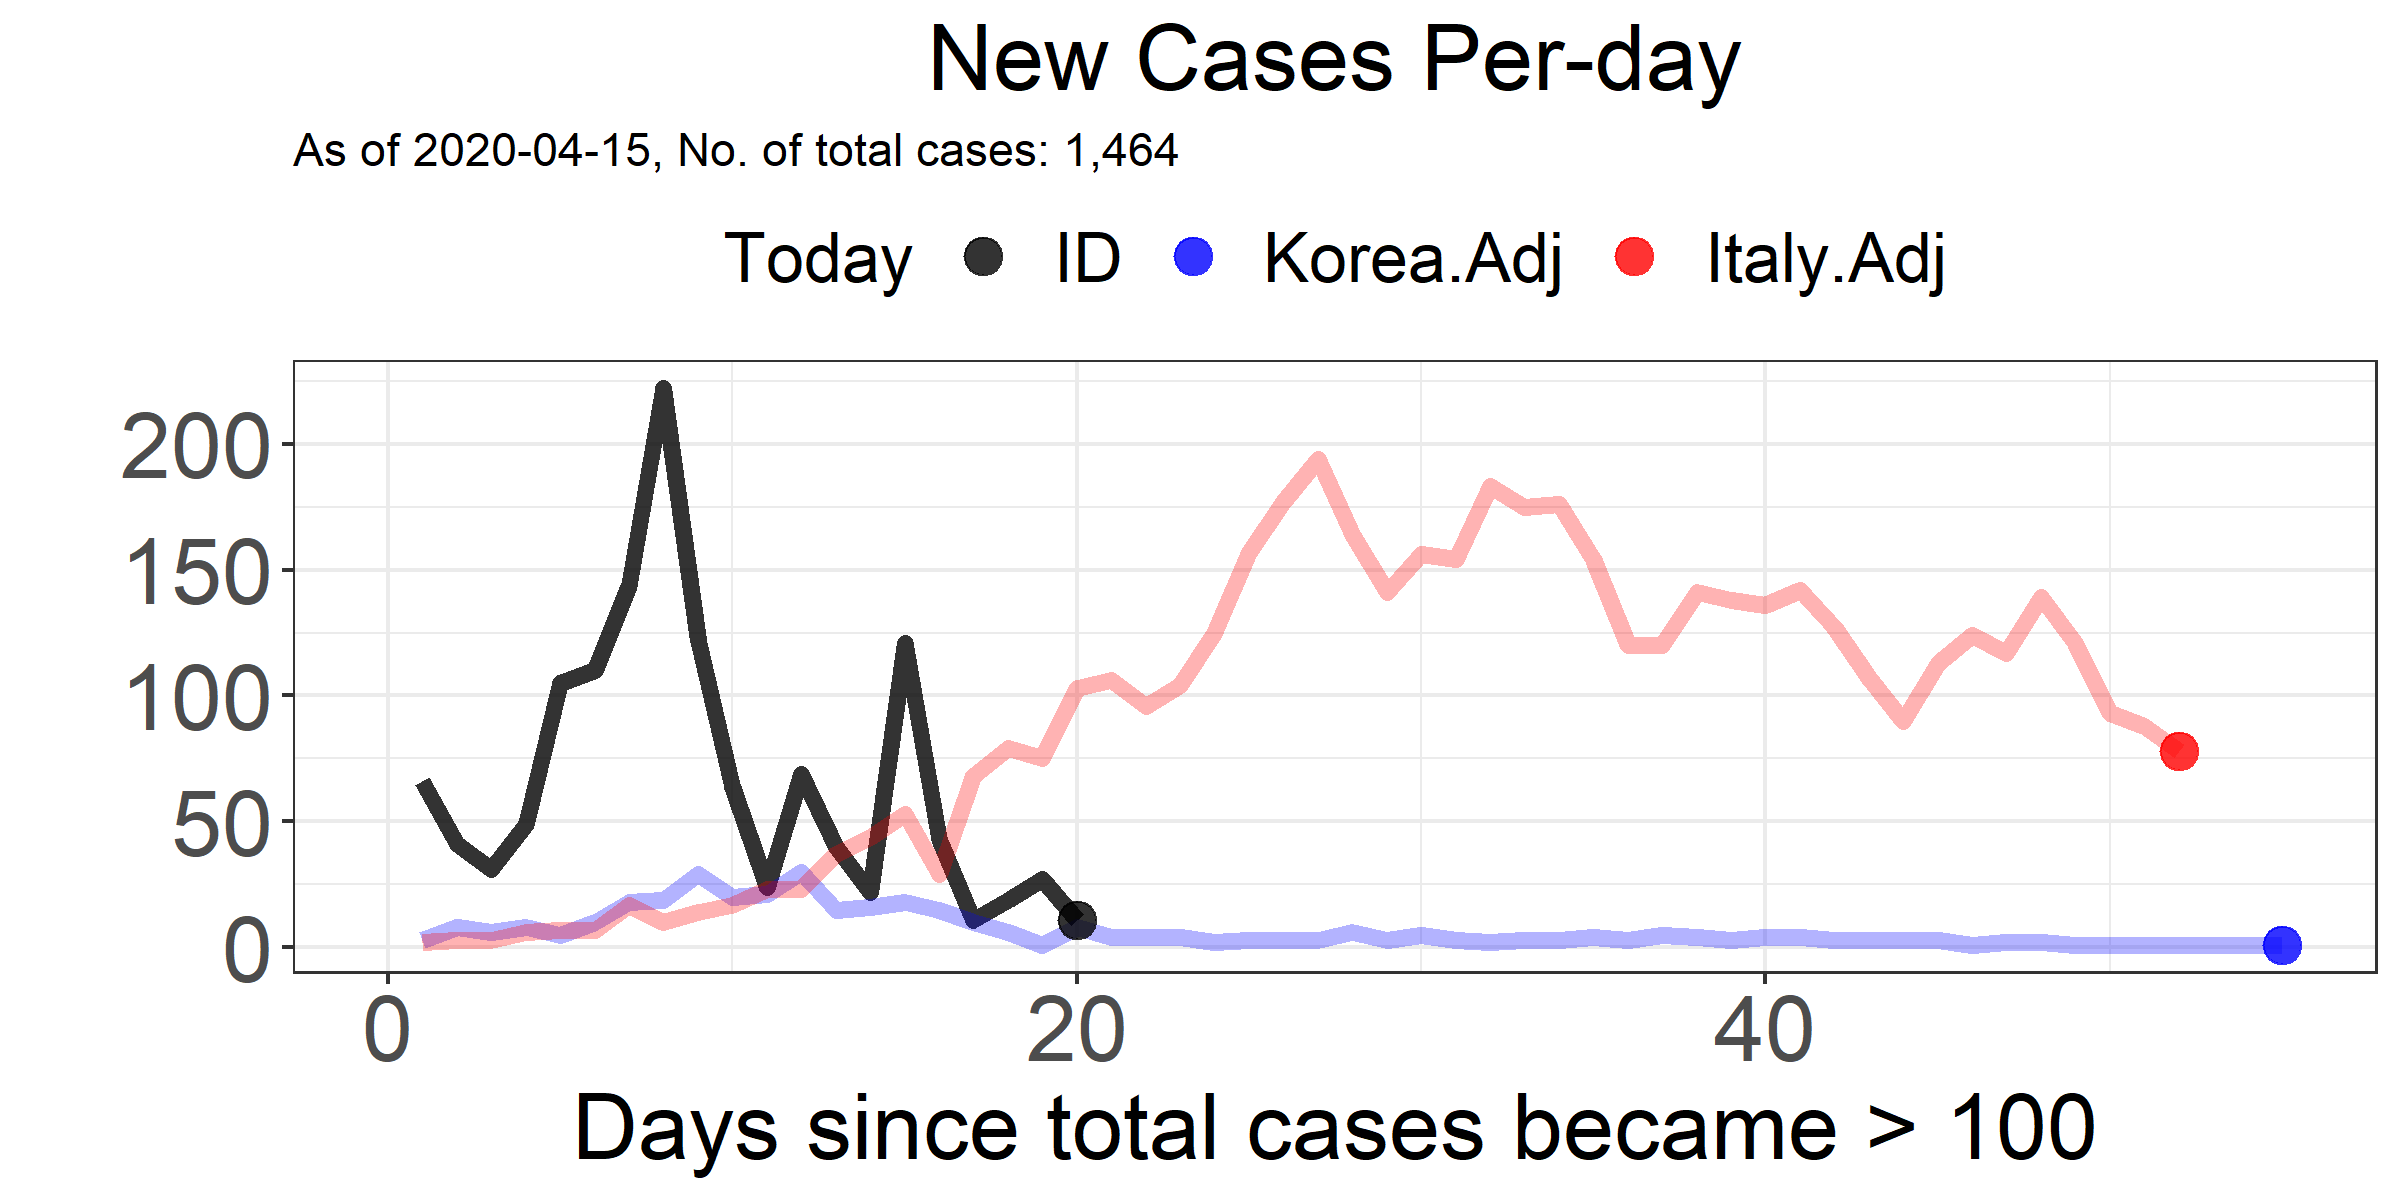 New Cases Per-day
As of 2020-04-15, No. of total cases: 1,464
Today ID Korea.Adj Italy.Adj
200
150
100
50
0
0 20 40
Days since total cases became > 100